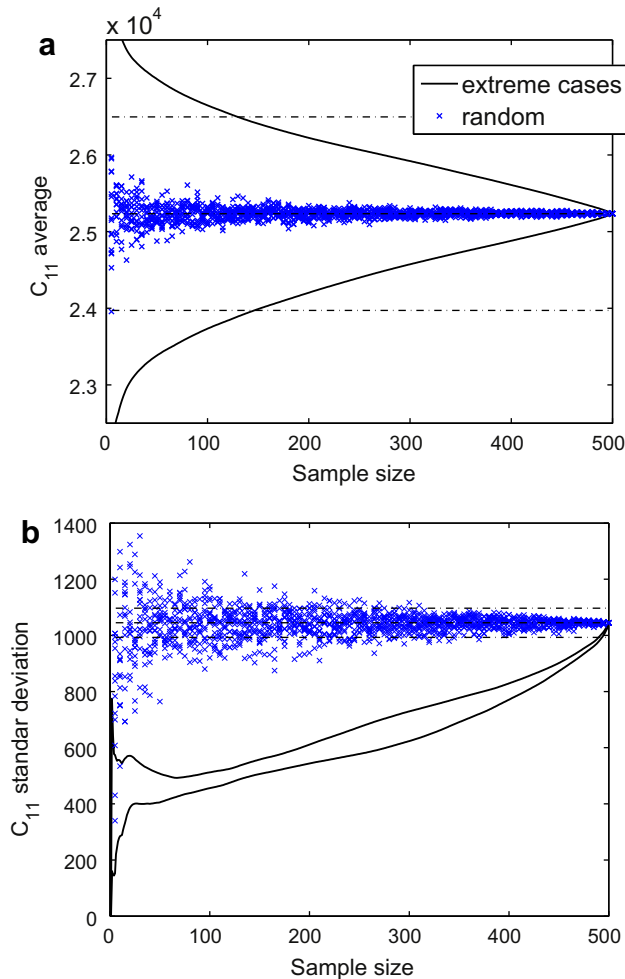 a
x 10⁴
2.7
2.6
2.5
2.4
2.3
C₁₁ average
extreme cases
random
0 100 200 300 400 500
Sample size
b
1400
1200
1000
800
600
400
200
0
C₁₁ standar deviation
0 100 200 300 400 500
Sample size